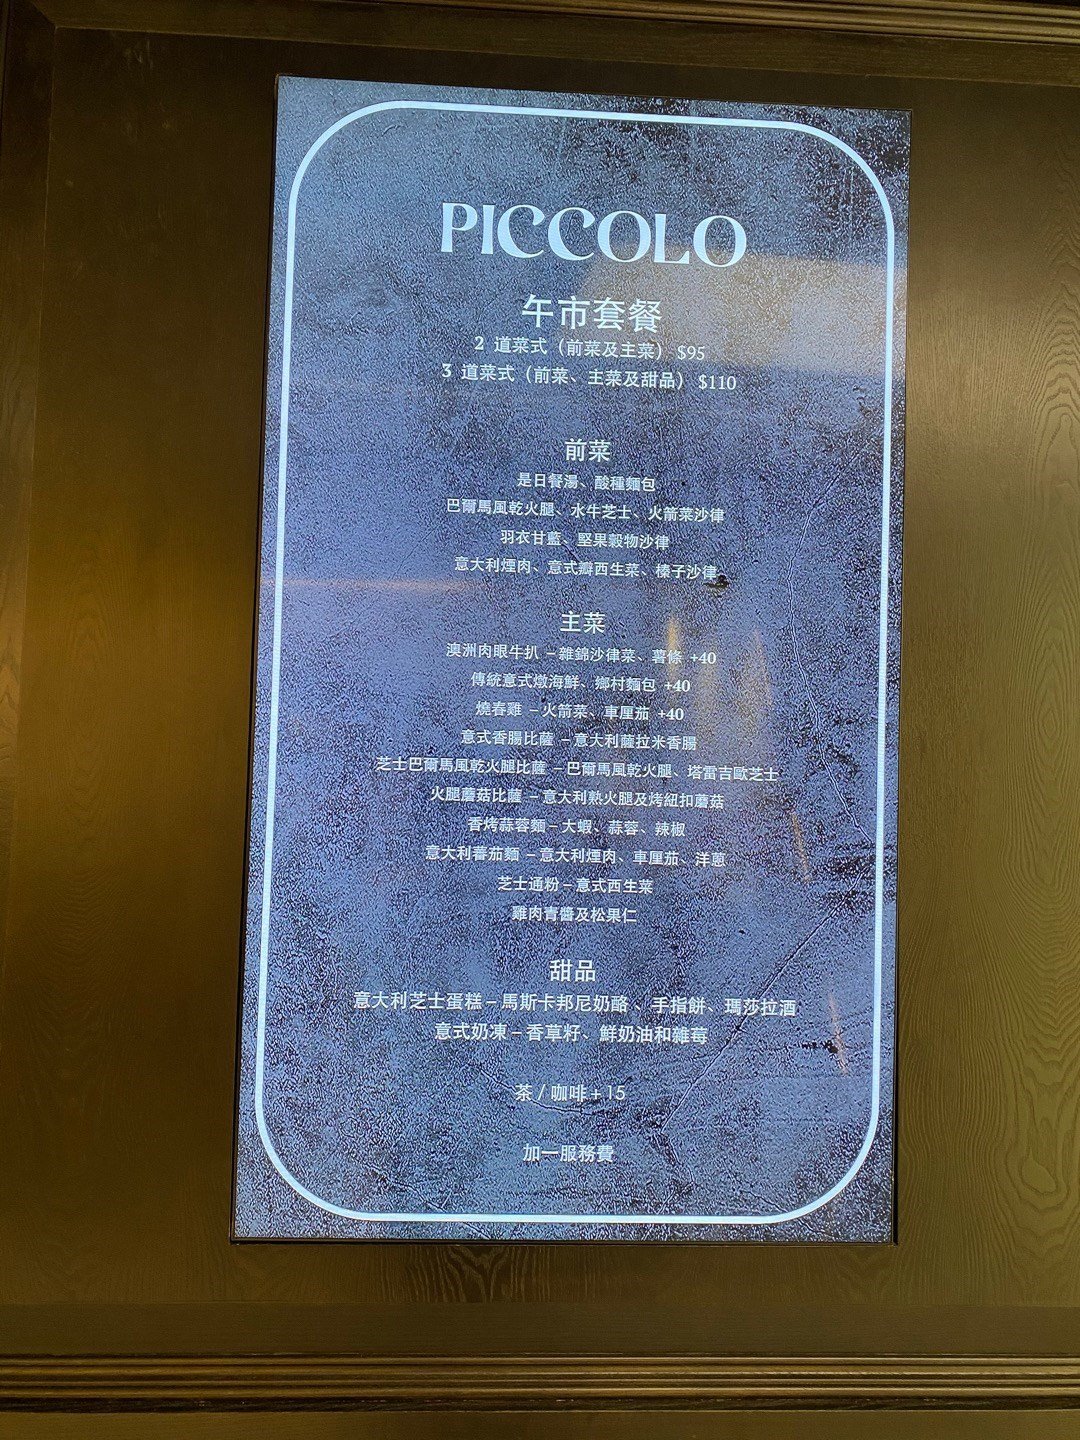 PICCOLO
午市套餐
2 道菜式（前菜及主菜） $95
3 道菜式（前菜、主菜及甜品） $110
前菜
是日餐湯、酸種麵包
巴爾馬風乾火腿、水牛芝士、火箭菜沙律
羽衣甘藍、堅果穀物沙律
意大利煙肉、意式瓣西生菜、榛子沙律
主菜
澳洲肉眼牛扒 – 雜錦沙律菜、薯條 +40
傳統意式燉海鮮、鄉村麵包 +40
燒春雞 – 火箭菜、車厘茄 +40
意式香腸比薩 – 意大利薩拉米香腸
芝士巴爾馬風乾火腿比薩 – 巴爾馬風乾火腿、塔雷吉歐芝士
火腿蘑菇比薩 – 意大利熟火腿及烤紐扣蘑菇
香烤蒜蓉麵 – 大蝦、蒜蓉、辣椒
意大利蕃茄麵 – 意大利煙肉、車厘茄、洋蔥
芝士通粉 – 意式西生菜
雞肉青醬及松果仁
甜品
意大利芝士蛋糕 – 馬斯卡邦尼奶酪 、手指餅、瑪莎拉酒
意式奶凍 – 香草籽、鮮奶油和雜莓
茶 / 咖啡 + 15
加一服務費